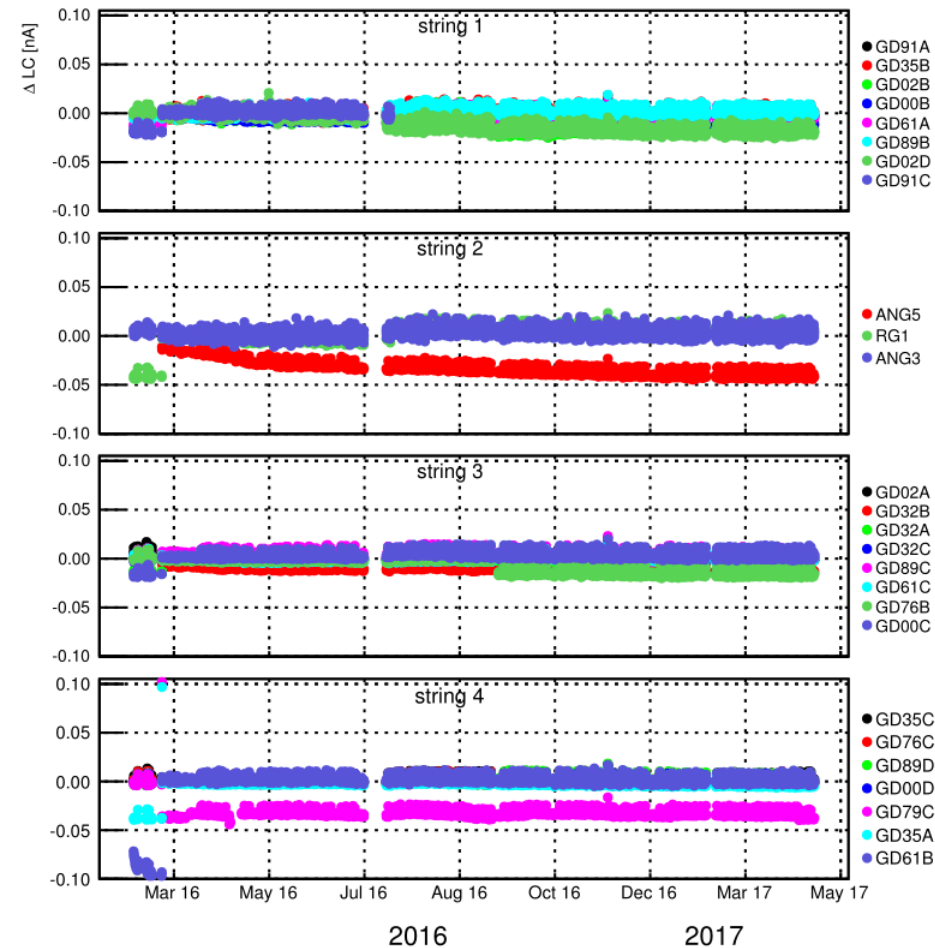 string 1
Δ LC [nA]
0.10
0.05
0.00
-0.05
-0.10
GD91A
GD35B
GD02B
GD00B
GD61A
GD89B
GD02D
GD91C
string 2
0.10
0.05
0.00
-0.05
-0.10
ANG5
RG1
ANG3
string 3
0.10
0.05
0.00
-0.05
-0.10
GD02A
GD32B
GD32A
GD32C
GD89C
GD61C
GD76B
GD00C
string 4
0.10
0.05
0.00
-0.05
-0.10
GD35C
GD76C
GD89D
GD00D
GD79C
GD35A
GD61B
Mar 16 May 16 Jul 16 Aug 16 Oct 16 Dec 16 Mar 17 May 17
2016 2017